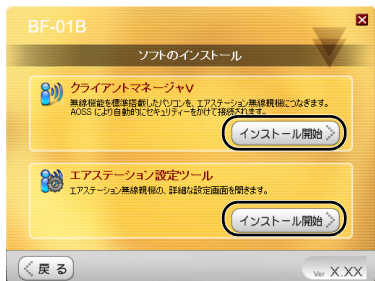 BF-01B
ソフトのインストール
クライアントマネージャV
無線機能を標準搭載したパソコンを、エアステーション無線親機につなぎます。
AOSSにより自動的にセキュリティーをかけて接続されます。
インストール開始
エアステーション設定ツール
エアステーション無線親機の、詳細な設定画面を開きます。
インストール開始
戻る
Ver X.XX